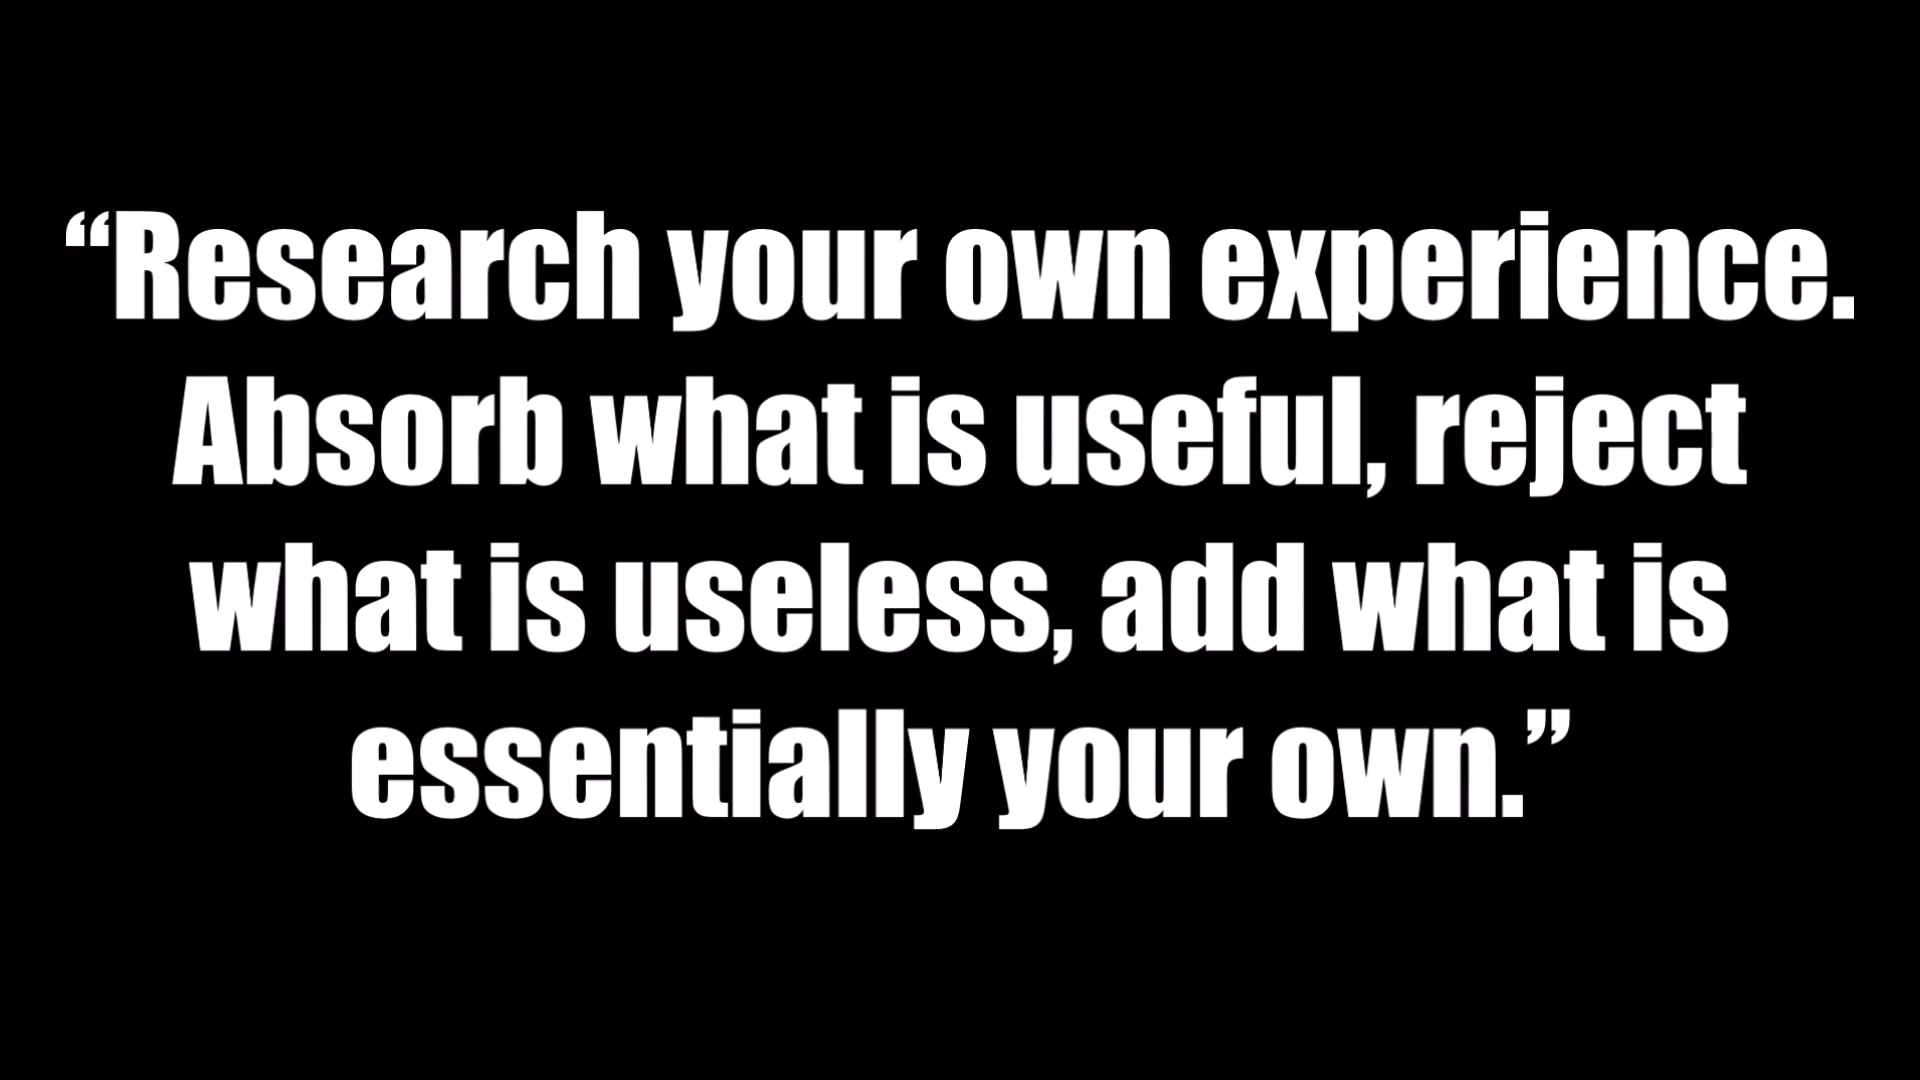 “Research your own experience.
Absorb what is useful, reject
what is useless, add what is
essentially your own.”